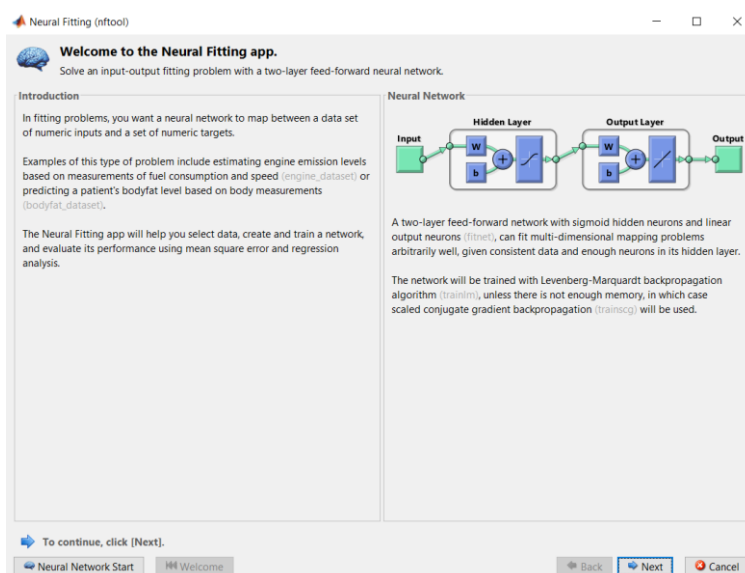 Neural Fitting (nftool)
Welcome to the Neural Fitting app.
Solve an input-output fitting problem with a two-layer feed-forward neural network.
Introduction
In fitting problems, you want a neural network to map between a data set
of numeric inputs and a set of numeric targets.
Examples of this type of problem include estimating engine emission levels
based on measurements of fuel consumption and speed (engine_dataset) or
predicting a patient's bodyfat level based on body measurements
(bodyfat_dataset).
The Neural Fitting app will help you select data, create and train a network,
and evaluate its performance using mean square error and regression
analysis.
Neural Network
Hidden Layer
Output Layer
Input
Output
W
b
+
W
b
+
A two-layer feed-forward network with sigmoid hidden neurons and linear
output neurons (fitnet), can fit multi-dimensional mapping problems
arbitrarily well, given consistent data and enough neurons in its hidden layer.
The network will be trained with Levenberg-Marquardt backpropagation
algorithm (trainlm), unless there is not enough memory, in which case
scaled conjugate gradient backpropagation (trainscg) will be used.
To continue, click [Next].
Neural Network Start
Welcome
Back
Next
Cancel